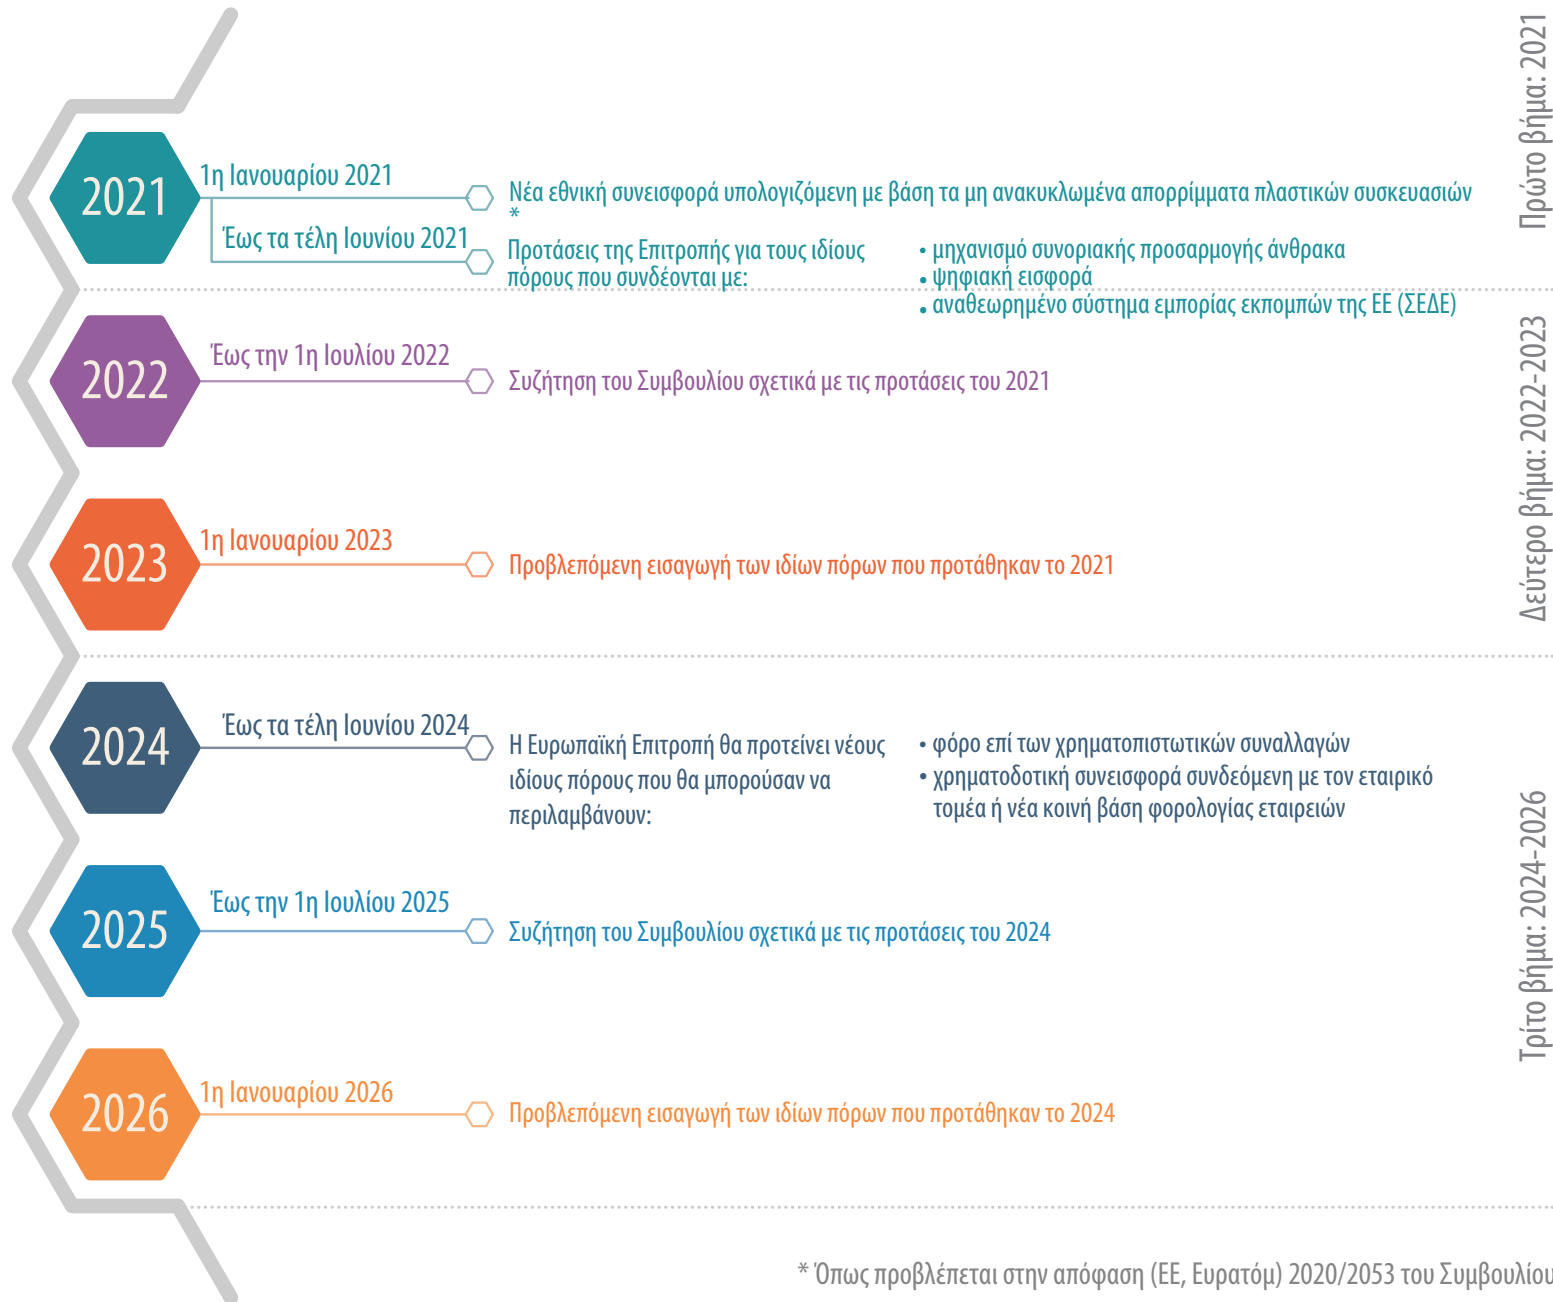 Πρώτο βήμα: 2021
2021
1η Ιανουαρίου 2021
Νέα εθνική συνεισφορά υπολογιζόμενη με βάση τα μη ανακυκλωμένα απορρίμματα πλαστικών συσκευασιών
*
Έως τα τέλη Ιουνίου 2021
Προτάσεις της Επιτροπής για τους ιδίους
πόρους που συνδέονται με:
• μηχανισμό συνοριακής προσαρμογής άνθρακα
• ψηφιακή εισφορά
• αναθεωρημένο σύστημα εμπορίας εκπομπών της ΕΕ (ΣΕΔΕ)
Δεύτερο βήμα: 2022-2023
2022
Έως την 1η Ιουλίου 2022
Συζήτηση του Συμβουλίου σχετικά με τις προτάσεις του 2021
2023
1η Ιανουαρίου 2023
Προβλεπόμενη εισαγωγή των ιδίων πόρων που προτάθηκαν το 2021
Τρίτο βήμα: 2024-2026
2024
Έως τα τέλη Ιουνίου 2024
Η Ευρωπαϊκή Επιτροπή θα προτείνει νέους
ιδίους πόρους που θα μπορούσαν να
περιλαμβάνουν:
• φόρο επί των χρηματοπιστωτικών συναλλαγών
• χρηματοδοτική συνεισφορά συνδεόμενη με τον εταιρικό
τομέα ή νέα κοινή βάση φορολογίας εταιρειών
2025
Έως την 1η Ιουλίου 2025
Συζήτηση του Συμβουλίου σχετικά με τις προτάσεις του 2024
2026
1η Ιανουαρίου 2026
Προβλεπόμενη εισαγωγή των ιδίων πόρων που προτάθηκαν το 2024
* Όπως προβλέπεται στην απόφαση (ΕΕ, Ευρατόμ) 2020/2053 του Συμβουλίου